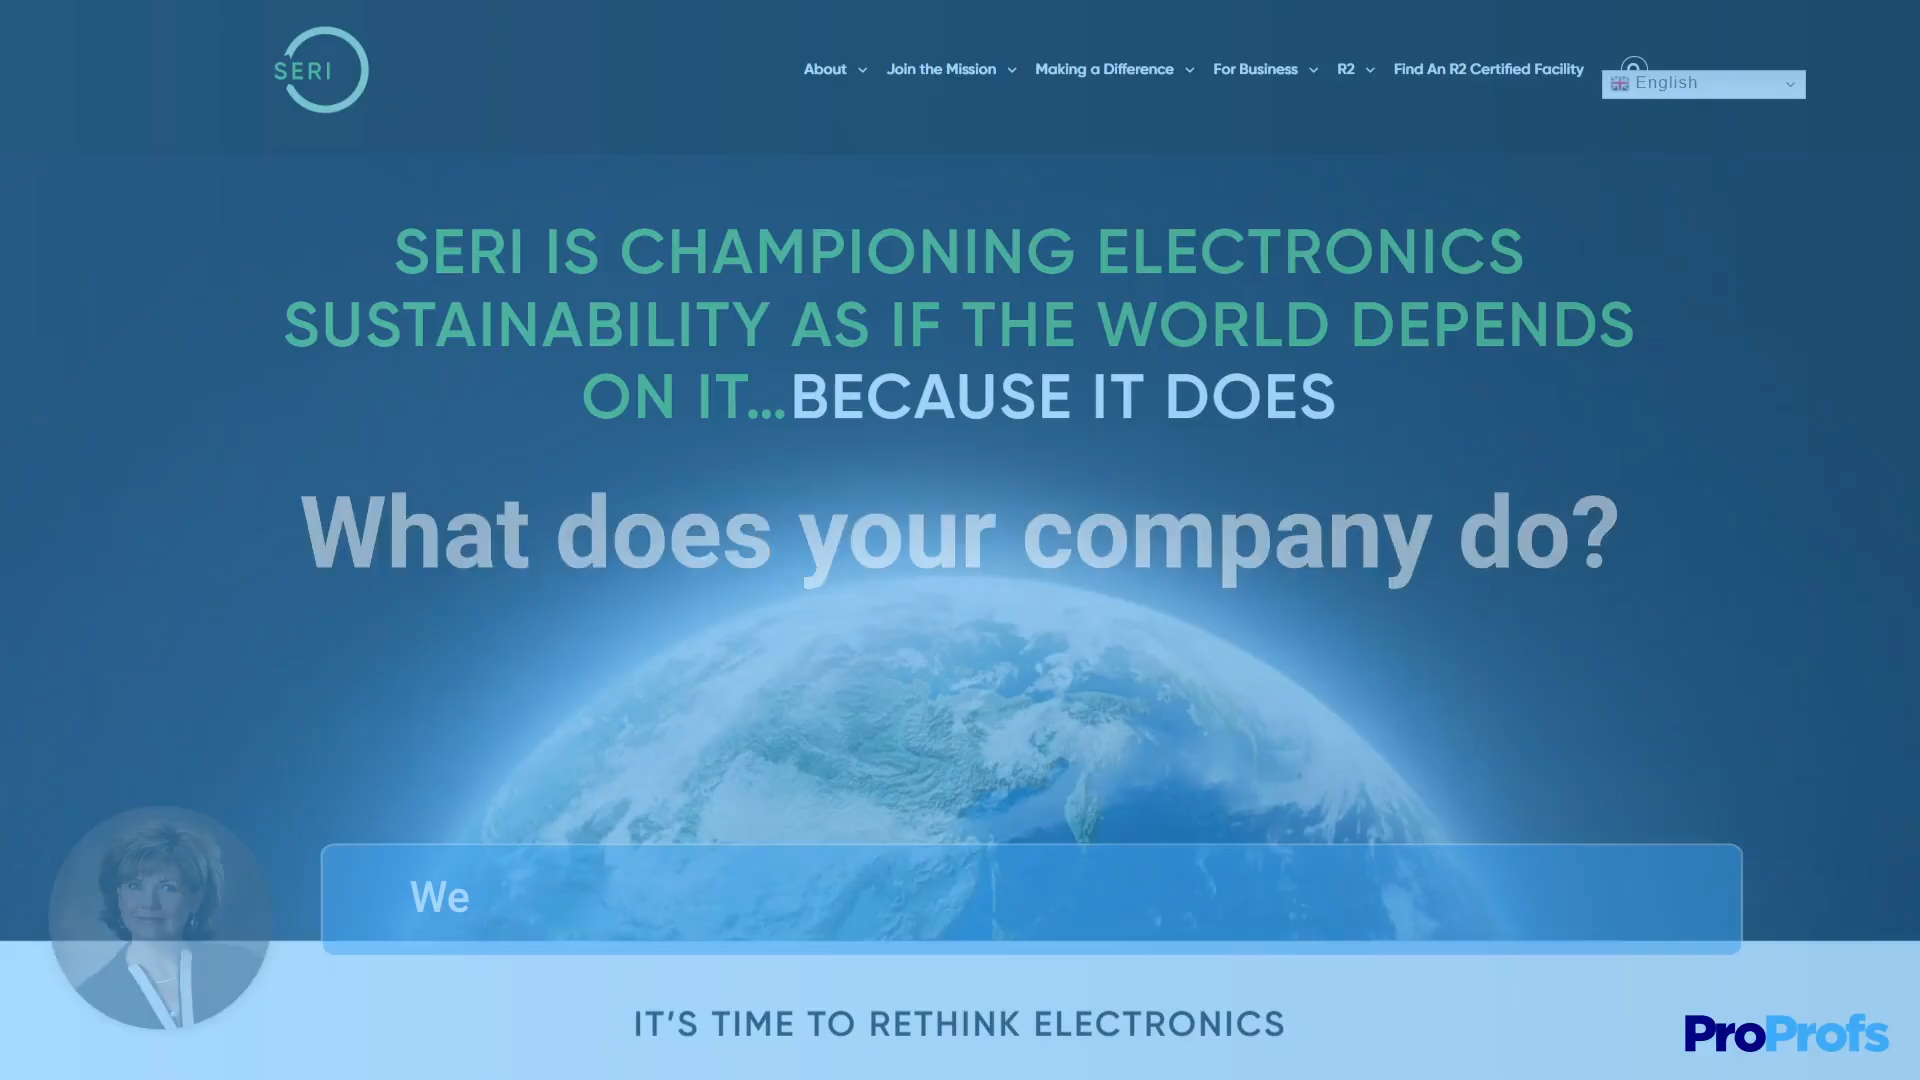 SERI
About
Join the Mission
Making a Difference
For Business
R2
Find An R2 Certified Facility
English
SERI IS CHAMPIONING ELECTRONICS
SUSTAINABILITY AS IF THE WORLD DEPENDS
ON IT...BECAUSE IT DOES
What does your company do?
We
IT'S TIME TO RETHINK ELECTRONICS
ProProfs